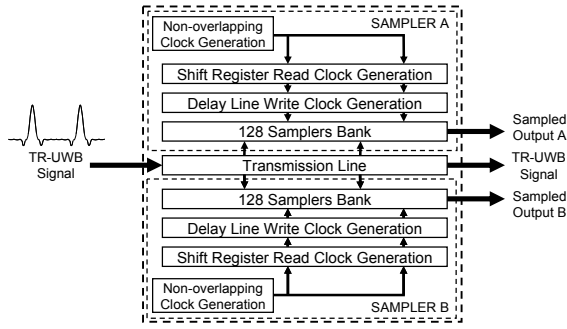 Non-overlapping
Clock Generation
SAMPLER A
Shift Register Read Clock Generation
Delay Line Write Clock Generation
128 Samplers Bank
Sampled
Output A
TR-UWB
Signal
Transmission Line
TR-UWB
Signal
128 Samplers Bank
Sampled
Output B
Delay Line Write Clock Generation
Shift Register Read Clock Generation
Non-overlapping
Clock Generation
SAMPLER B